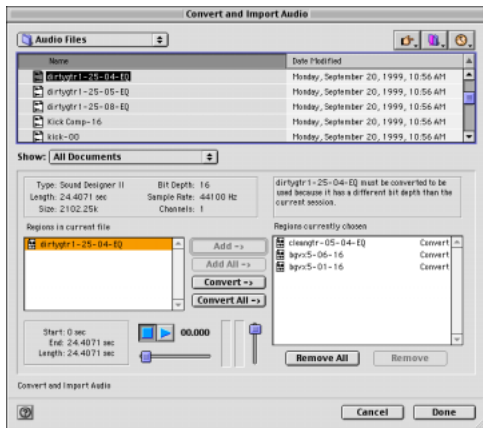 Convert and Import Audio
Audio Files
Name Date Modified
dirtygtr1-25-04-EQ Monday, September 20, 1999, 10:56 AM
dirtygtr1-25-05-EQ Monday, September 20, 1999, 10:56 AM
dirtygtr1-25-08-EQ Monday, September 20, 1999, 10:56 AM
Kick Comp-16 Monday, September 20, 1999, 10:56 AM
kick-00 Monday, September 20, 1999, 10:56 AM
Show: All Documents
Type: Sound Designer II Bit Depth: 16
Length: 24.4071 sec Sample Rate: 44100 Hz
Size: 2102.25k Channels: 1
dirtygtr1-25-04-EQ must be converted to be
used because it has a different bit depth than the
current session.
Regions in current file
dirtygtr1-25-04-EQ
Add ->
Add All ->
Convert ->
Convert All ->
Regions currently chosen
cleangtr-05-04-EQ Convert
bgvx5-06-16 Convert
bgvx5-01-16 Convert
Start: 0 sec
End: 24.4071 sec
Length: 24.4071 sec
00.000
Remove All Remove
Convert and Import Audio
?
Cancel Done